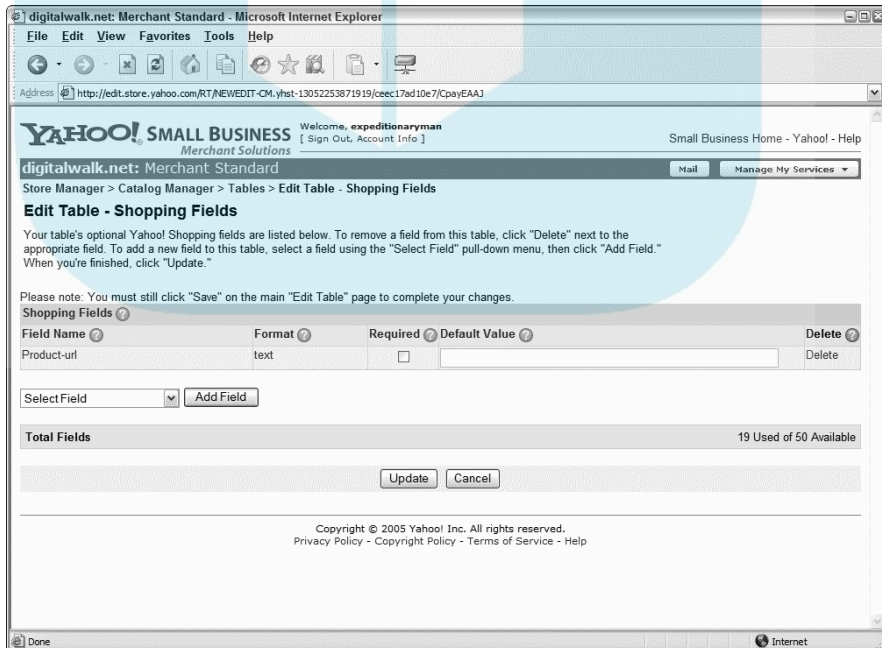 digitalwalk.net: Merchant Standard - Microsoft Internet Explorer
File Edit View Favorites Tools Help
Address http://edit.store.yahoo.com/RT/NEWEDIT-CM.yhst-13052253871919/ceec17ad10e7/CpayEAAJ
YAHOO! SMALL BUSINESS
Merchant Solutions
Welcome, expeditionaryman
[ Sign Out, Account Info ]
Small Business Home - Yahoo! - Help
digitalwalk.net: Merchant Standard Mail Manage My Services
Store Manager > Catalog Manager > Tables > Edit Table - Shopping Fields
Edit Table - Shopping Fields
Your table's optional Yahoo! Shopping fields are listed below. To remove a field from this table, click "Delete" next to the
appropriate field. To add a new field to this table, select a field using the "Select Field" pull-down menu, then click "Add Field."
When you're finished, click "Update."
Please note: You must still click "Save" on the main "Edit Table" page to complete your changes.
Shopping Fields ?
Field Name ? Format ? Required ? Default Value ? Delete ?
Product-url text Delete
Select Field Add Field
Total Fields 19 Used of 50 Available
Update Cancel
Copyright © 2005 Yahoo! Inc. All rights reserved.
Privacy Policy - Copyright Policy - Terms of Service - Help
Done Internet